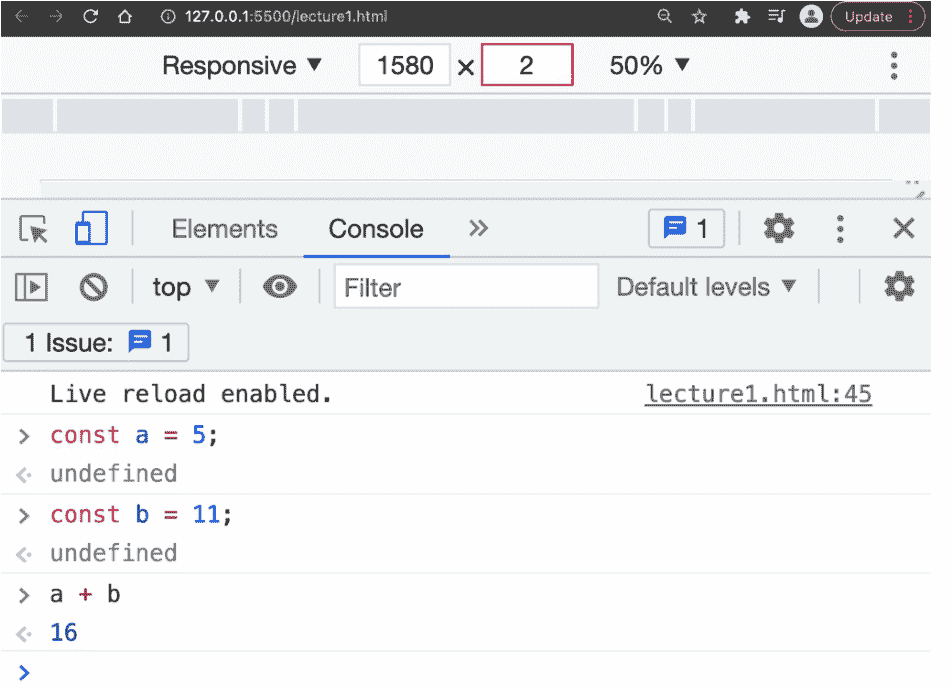 127.0.0.1:5500/lecture1.html Update
Responsive ▼ 1580 × 2 50% ▼
Elements Console » 1
top ▼ Filter Default levels ▼
1 Issue: 1
Live reload enabled. lecture1.html:45
> const a = 5;
<· undefined
> const b = 11;
<· undefined
> a + b
<· 16
>